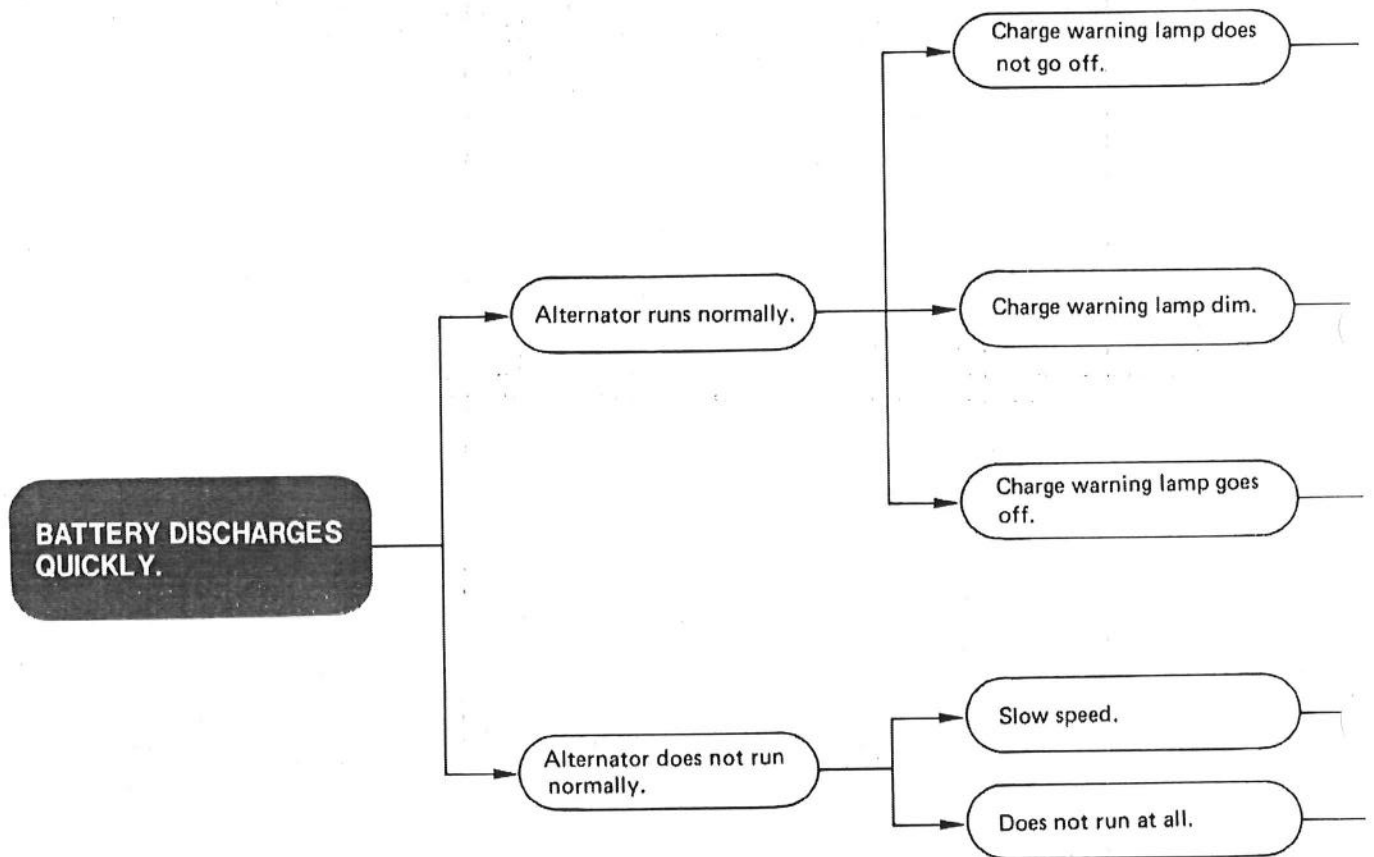 Charge warning lamp does
not go off.
Alternator runs normally.
Charge warning lamp dim.
Charge warning lamp goes
off.
BATTERY DISCHARGES
QUICKLY.
Slow speed.
Alternator does not run
normally.
Does not run at all.